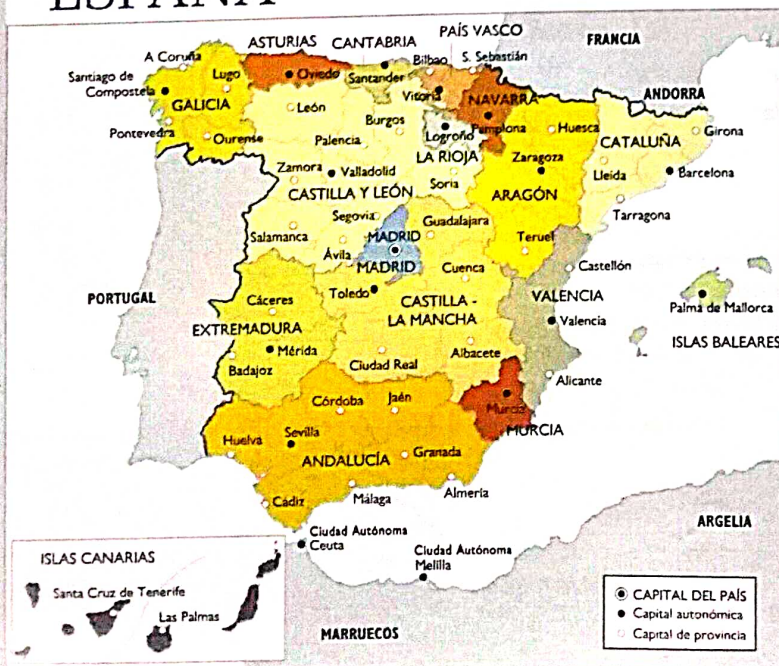 ESPAÑA
PAÍS VASCO
ASTURIAS
CANTABRIA
FRANCIA
A Coruña
Bilbao
S. Sebastián
Lugo
Oviedo
Santander
Santiago de
Compostela
Vitoria
NAVARRA
ANDORRA
GALICIA
León
Burgos
Logroño
Pamplona
Huesca
Girona
Pontevedra
Ourense
Palencia
CATALUÑA
LA RIOJA
Zaragoza
Zamora
Valladolid
Lleida
Barcelona
CASTILLA Y LEÓN
Soria
ARAGÓN
Segovia
Guadalajara
Tarragona
Salamanca
MADRID
Teruel
Ávila
MADRID
Cuenca
Castellón
PORTUGAL
Toledo
Cáceres
CASTILLA -
LA MANCHA
VALENCIA
Palma de Mallorca
EXTREMADURA
Valencia
ISLAS BALEARES
Mérida
Albacete
Badajoz
Ciudad Real
Alicante
Córdoba
Jaén
Murcia
MURCIA
Huelva
Sevilla
Granada
ANDALUCÍA
Cádiz
Málaga
Almería
Ciudad Autónoma
Ceuta
Ciudad Autónoma
Melilla
ARGELIA
ISLAS CANARIAS
Santa Cruz de Tenerife
Las Palmas
MARRUECOS
CAPITAL DEL PAÍS
Capital autonómica
Capital de provincia